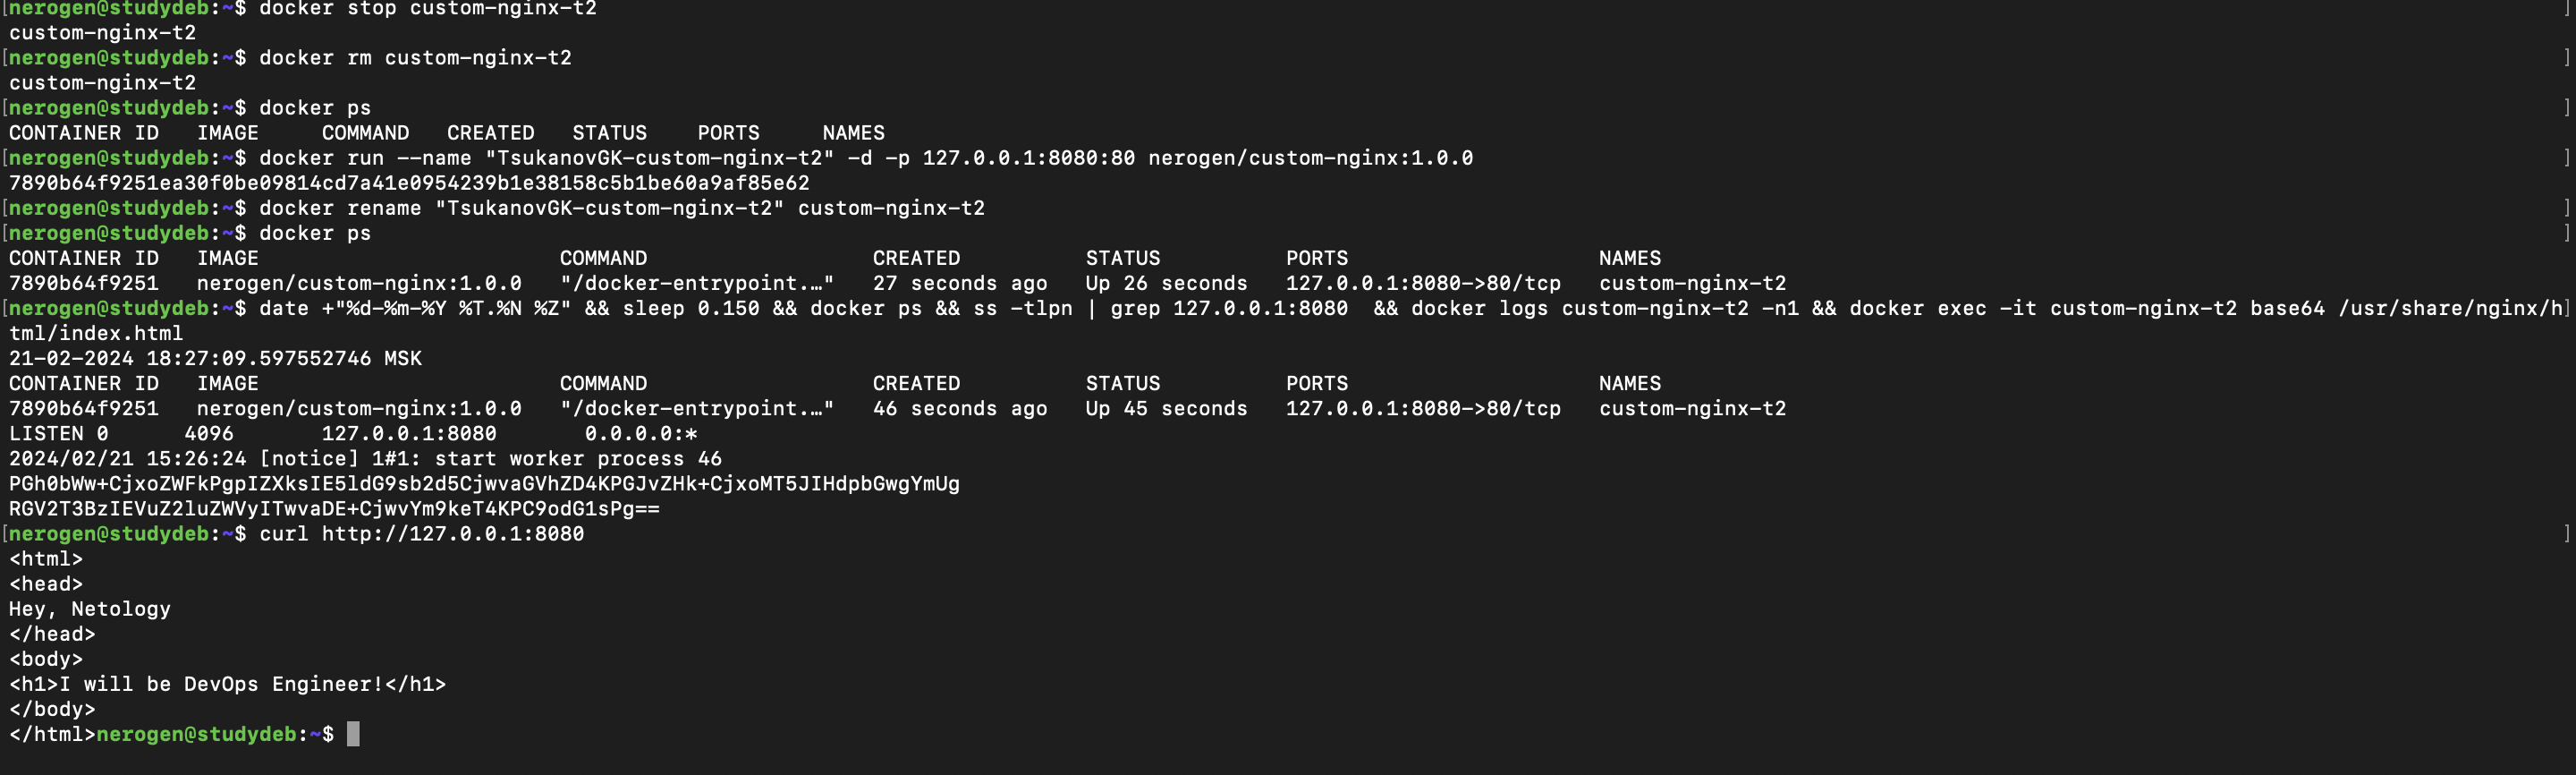 [nerogen@studydeb:~$ docker stop custom-nginx-t2 ]
custom-nginx-t2
[nerogen@studydeb:~$ docker rm custom-nginx-t2 ]
custom-nginx-t2
[nerogen@studydeb:~$ docker ps ]
CONTAINER ID   IMAGE     COMMAND   CREATED   STATUS    PORTS     NAMES
[nerogen@studydeb:~$ docker run --name "TsukanovGK-custom-nginx-t2" -d -p 127.0.0.1:8080:80 nerogen/custom-nginx:1.0.0 ]
7890b64f9251ea30f0be09814cd7a41e0954239b1e38158c5b1be60a9af85e62
[nerogen@studydeb:~$ docker rename "TsukanovGK-custom-nginx-t2" custom-nginx-t2 ]
[nerogen@studydeb:~$ docker ps ]
CONTAINER ID   IMAGE                        COMMAND                  CREATED          STATUS          PORTS                    NAMES
7890b64f9251   nerogen/custom-nginx:1.0.0   "/docker-entrypoint.…"   27 seconds ago   Up 26 seconds   127.0.0.1:8080->80/tcp   custom-nginx-t2
[nerogen@studydeb:~$ date +"%d-%m-%Y %T.%N %Z" && sleep 0.150 && docker ps && ss -tlpn | grep 127.0.0.1:8080  && docker logs custom-nginx-t2 -n1 && docker exec -it custom-nginx-t2 base64 /usr/share/nginx/h]
tml/index.html
21-02-2024 18:27:09.597552746 MSK
CONTAINER ID   IMAGE                        COMMAND                  CREATED          STATUS          PORTS                    NAMES
7890b64f9251   nerogen/custom-nginx:1.0.0   "/docker-entrypoint.…"   46 seconds ago   Up 45 seconds   127.0.0.1:8080->80/tcp   custom-nginx-t2
LISTEN 0      4096       127.0.0.1:8080       0.0.0.0:*
2024/02/21 15:26:24 [notice] 1#1: start worker process 46
PGh0bWw+CjxoZWFkPgpIZXksIE5ldG9sb2d5CjwvaGVhZD4KPGJvZHk+CjxoMT5JIHdpbGwgYmUg
RGV2T3BzIEVuZ2luZWVyITwvaDE+CjwvYm9keT4KPC9odG1sPg==
[nerogen@studydeb:~$ curl http://127.0.0.1:8080 ]
<html>
<head>
Hey, Netology
</head>
<body>
<h1>I will be DevOps Engineer!</h1>
</body>
</html>nerogen@studydeb:~$